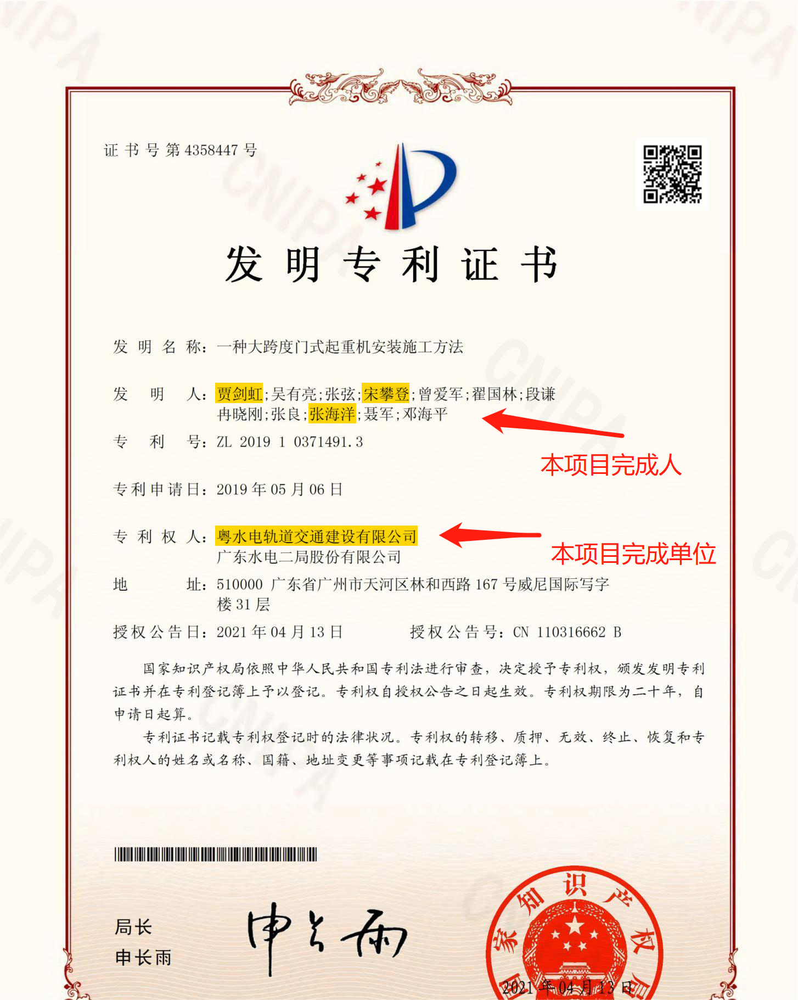 证书号第4358447号
发明专利证书
发明名称：一种大跨度门式起重机安装施工方法
发明人：贾剑虹;吴有亮;张弦;宋攀登;曾爱军;翟国林;段谦
冉晓刚;张良;张海洋;聂军;邓海平
专利号：ZL 2019 1 0371491.3
本项目完成人
专利申请日：2019年05月06日
专利权人：粤水电轨道交通建设有限公司
广东水电二局股份有限公司
本项目完成单位
地址：510000 广东省广州市天河区林和西路167号威尼国际写字
楼31层
授权公告日：2021年04月13日 授权公告号：CN 110316662 B
国家知识产权局依照中华人民共和国专利法进行审查，决定授予专利权，颁发发明专利
证书并在专利登记簿上予以登记。专利权自授权公告之日起生效。专利权期限为二十年，自
申请日起算。
专利证书记载专利权登记时的法律状况。专利权的转移、质押、无效、终止、恢复和专
利权人的姓名或名称、国籍、地址变更等事项记载在专利登记簿上。
局长
申长雨
申长雨
国家知识产权局
2021年04月13日
CNIPA
CNIPA
CNIPA
CNIPA